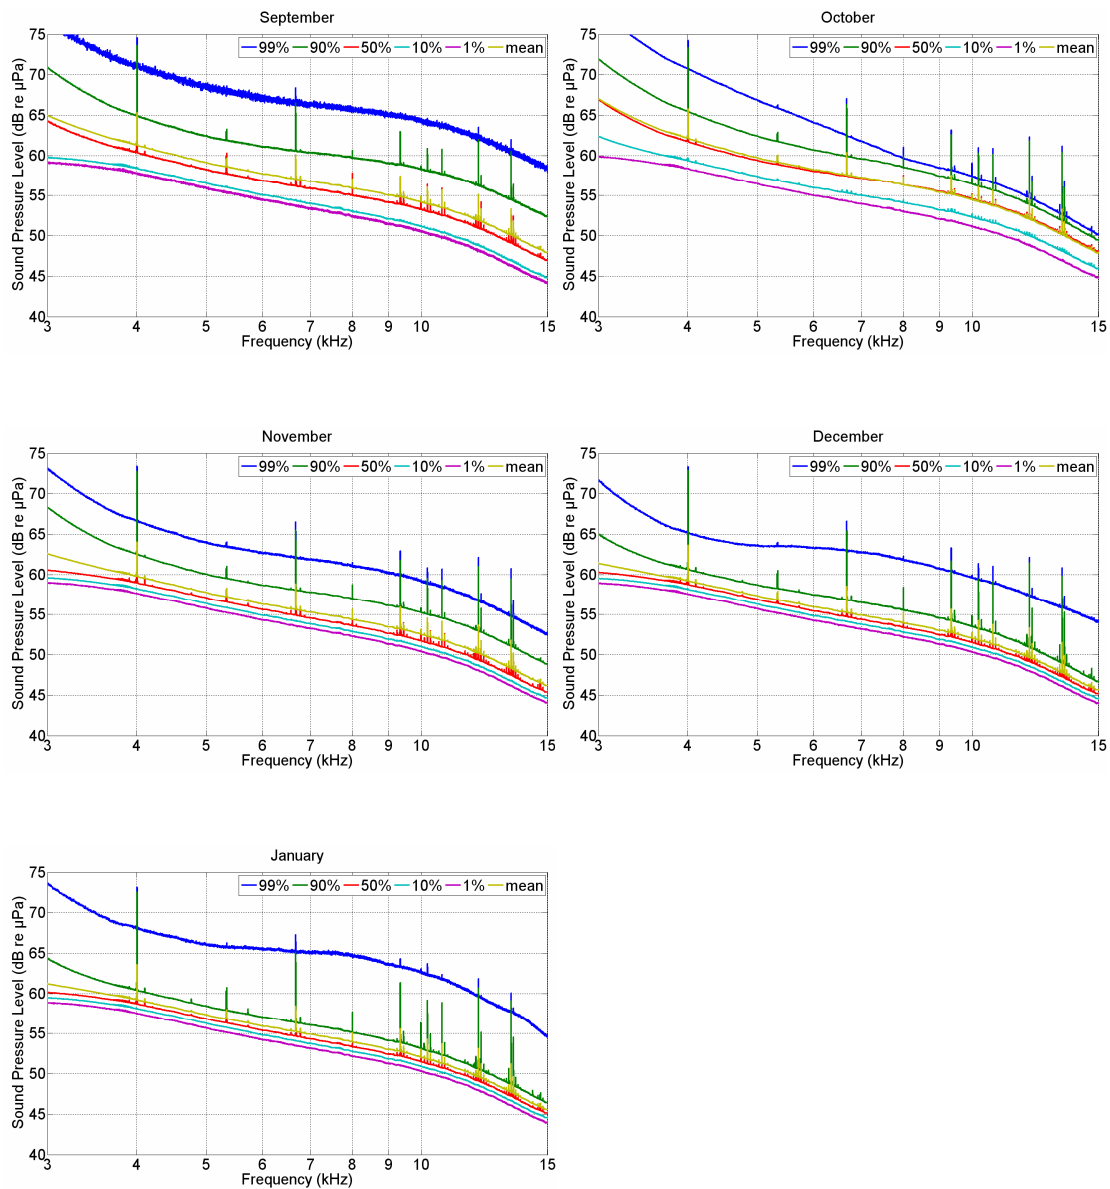 September
75
70
65
60
55
50
45
40
Sound Pressure Level (dB re µPa)
99% 90% 50% 10% 1% mean
3 4 5 6 7 8 9 10 15
Frequency (kHz)
October
75
70
65
60
55
50
45
40
Sound Pressure Level (dB re µPa)
99% 90% 50% 10% 1% mean
3 4 5 6 7 8 9 10 15
Frequency (kHz)
November
75
70
65
60
55
50
45
40
Sound Pressure Level (dB re µPa)
99% 90% 50% 10% 1% mean
3 4 5 6 7 8 9 10 15
Frequency (kHz)
December
75
70
65
60
55
50
45
40
Sound Pressure Level (dB re µPa)
99% 90% 50% 10% 1% mean
3 4 5 6 7 8 9 10 15
Frequency (kHz)
January
75
70
65
60
55
50
45
40
Sound Pressure Level (dB re µPa)
99% 90% 50% 10% 1% mean
3 4 5 6 7 8 9 10 15
Frequency (kHz)